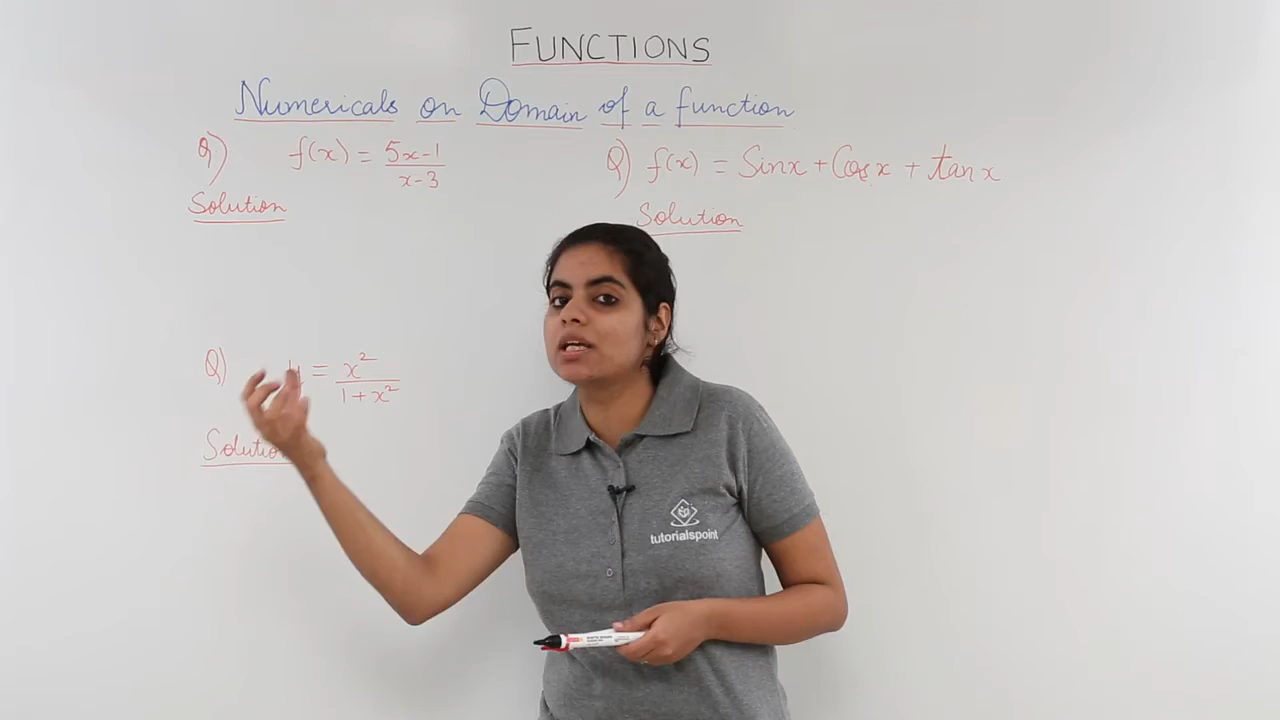 FUNCTIONS
Numericals on Domain of a function
Q) f(x) = 5x-1 / x-3
Solution
Q) f(x) = Sinx + Cosx + tanx
Solution
Q) y = x² / 1+x²
Solution
tutorialspoint